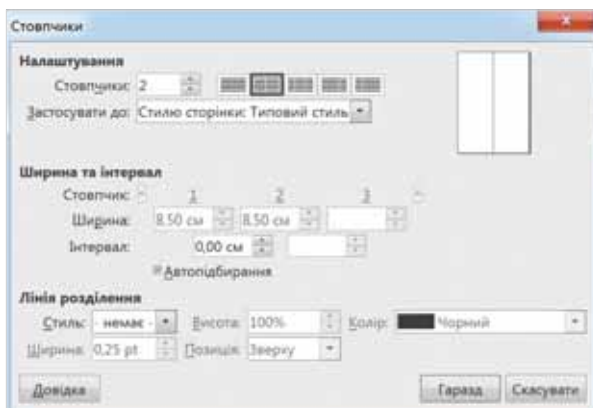 Стовпчики
Налаштування
Стовпчики: 2
Застосувати до: Стилю сторінки: Типовий стиль
Ширина та інтервал
Стовпчик: 1 2 3
Ширина: 8.50 см 8.50 см
Інтервал: 0,00 см
Автопідбирання
Лінія розділення
Стиль: - немає - Висота: 100% Колір: Чорний
Ширина: 0,25 pt Позиція: Зверху
Довідка Гаразд Скасувати